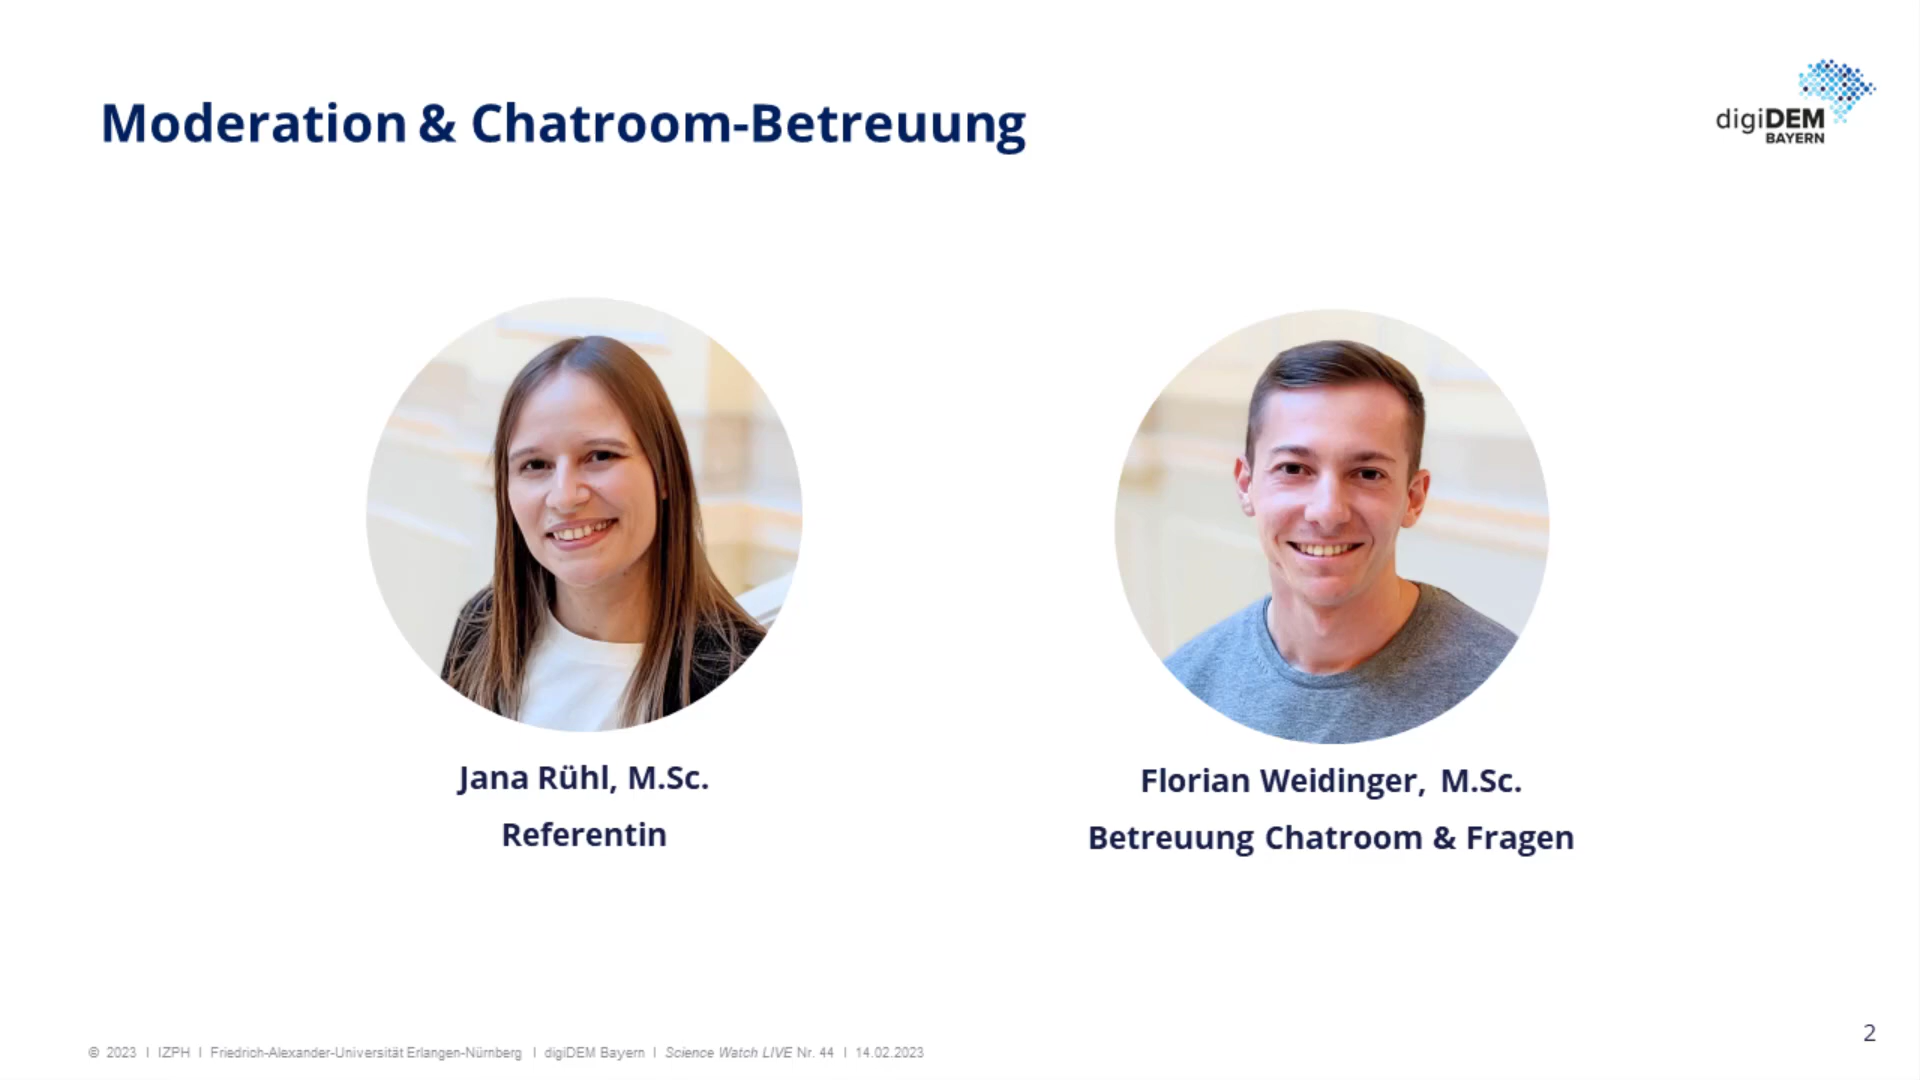 Moderation & Chatroom-Betreuung
digiDEM
BAYERN
Jana Rühl, M.Sc.
Referentin
Florian Weidinger, M.Sc.
Betreuung Chatroom & Fragen
2
© 2023 I IZPH I Friedrich-Alexander-Universität Erlangen-Nürnberg I digiDEM Bayern I Science Watch LIVE Nr. 44 I 14.02.2023